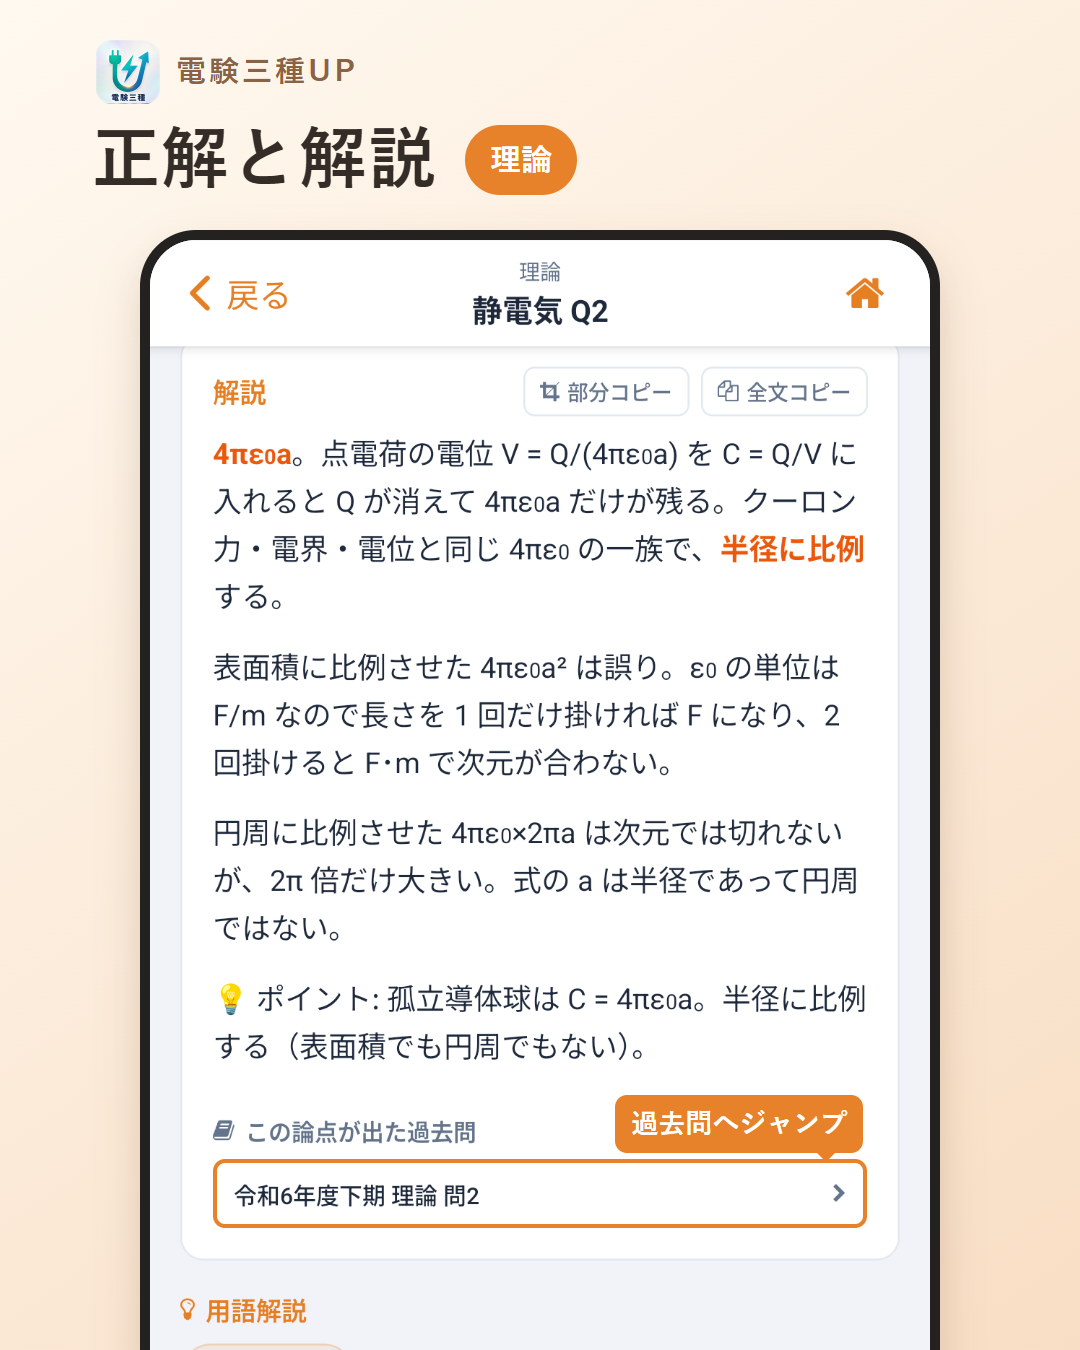 電験三種
電験三種UP
正解と解説
理論
戻る
理論
静電気 Q2
解説
部分コピー
全文コピー
4πε₀a。点電荷の電位 V = Q/(4πε₀a) を C = Q/V に
入れると Q が消えて 4πε₀a だけが残る。クーロン
力・電界・電位と同じ 4πε₀ の一族で、半径に比例
する。
表面積に比例させた 4πε₀a² は誤り。ε₀ の単位は
F/m なので長さを 1 回だけ掛ければ F になり、2
回掛けると F·m で次元が合わない。
円周に比例させた 4πε₀×2πa は次元では切れない
が、2π 倍だけ大きい。式の a は半径であって円周
ではない。
💡 ポイント: 孤立導体球は C = 4πε₀a。半径に比例
する（表面積でも円周でもない）。
この論点が出た過去問
過去問へジャンプ
令和6年度下期 理論 問2
用語解説